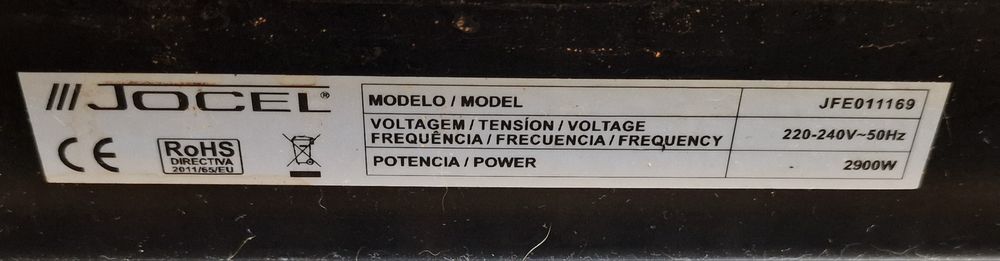 JOCEL®
CE
RoHS
DIRECTIVA
2011/65/EU
MODELO / MODEL JFE011169
VOLTAGEM / TENSÍON / VOLTAGE
FREQUÊNCIA / FRECUENCIA / FREQUENCY 220-240V~50Hz
POTENCIA / POWER 2900W